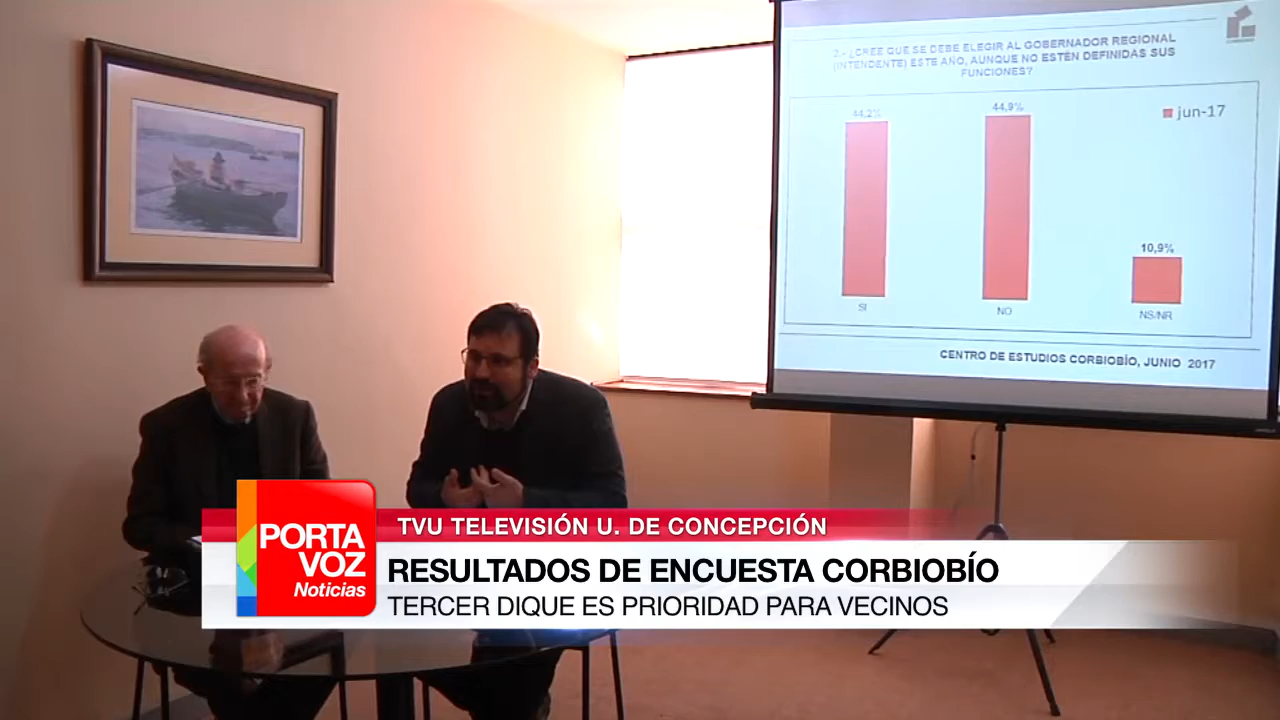 2.- ¿CREE QUE SE DEBE ELEGIR AL GOBERNADOR REGIONAL
(INTENDENTE) ESTE AÑO, AUNQUE NO ESTÉN DEFINIDAS SUS
FUNCIONES?
44,2%
44,9%
jun-17
10,9%
SI
NO
NS/NR
CENTRO DE ESTUDIOS CORBIOBÍO, JUNIO 2017
PORTA
VOZ
Noticias
TVU TELEVISIÓN U. DE CONCEPCIÓN
RESULTADOS DE ENCUESTA CORBIOBÍO
TERCER DIQUE ES PRIORIDAD PARA VECINOS